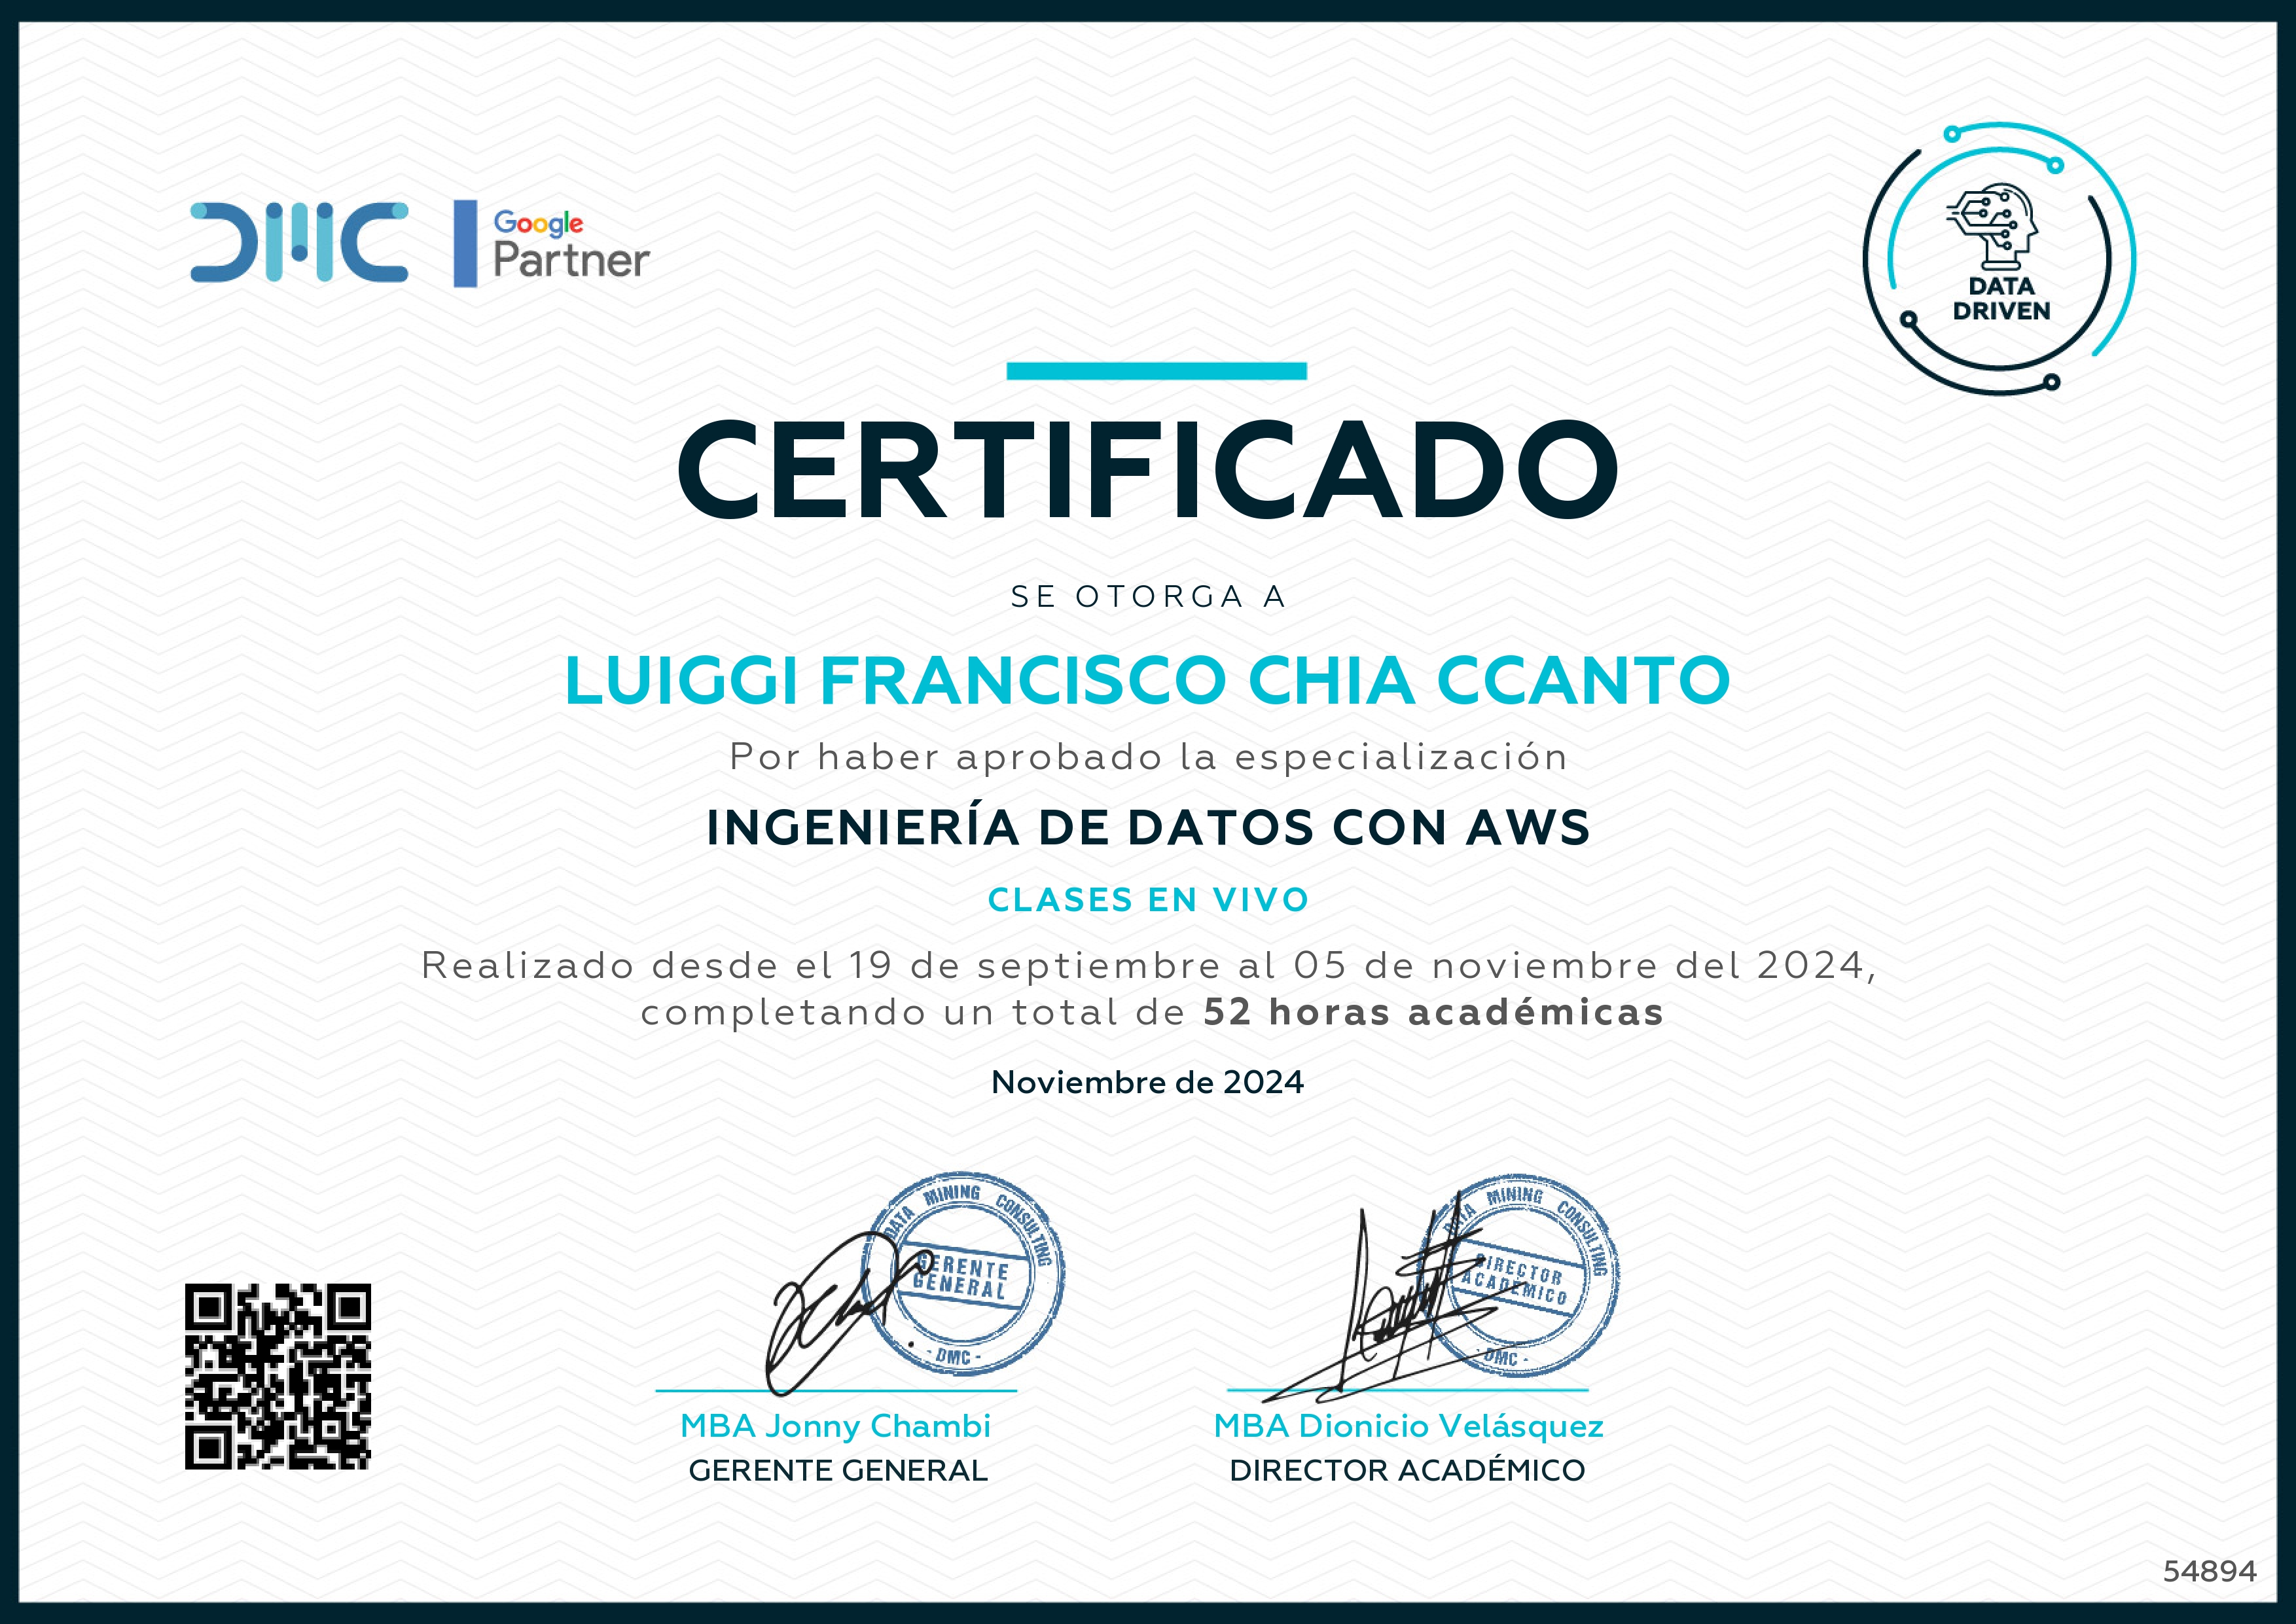 DMC
Google
Partner
DATA
DRIVEN
CERTIFICADO
SE OTORGA A
LUIGGI FRANCISCO CHIA CCANTO
Por haber aprobado la especialización
INGENIERÍA DE DATOS CON AWS
CLASES EN VIVO
Realizado desde el 19 de septiembre al 05 de noviembre del 2024,
completando un total de 52 horas académicas
Noviembre de 2024
DATA MINING CONSULTING
GERENTE
GENERAL
- DMC -
DATA MINING CONSULTING
DIRECTOR
ACADÉMICO
- DMC -
MBA Jonny Chambi
GERENTE GENERAL
MBA Dionicio Velásquez
DIRECTOR ACADÉMICO
54894